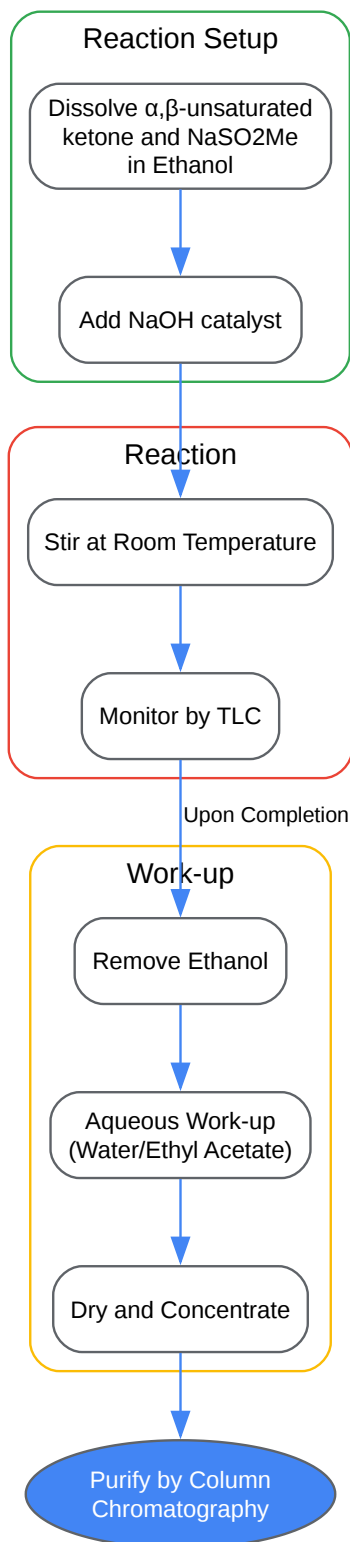 Reaction Setup
Dissolve α,β-unsaturated
ketone and NaSO2Me
in Ethanol
Add NaOH catalyst
Reaction
Stir at Room Temperature
Monitor by TLC
Upon Completion
Work-up
Remove Ethanol
Aqueous Work-up
(Water/Ethyl Acetate)
Dry and Concentrate
Purify by Column
Chromatography